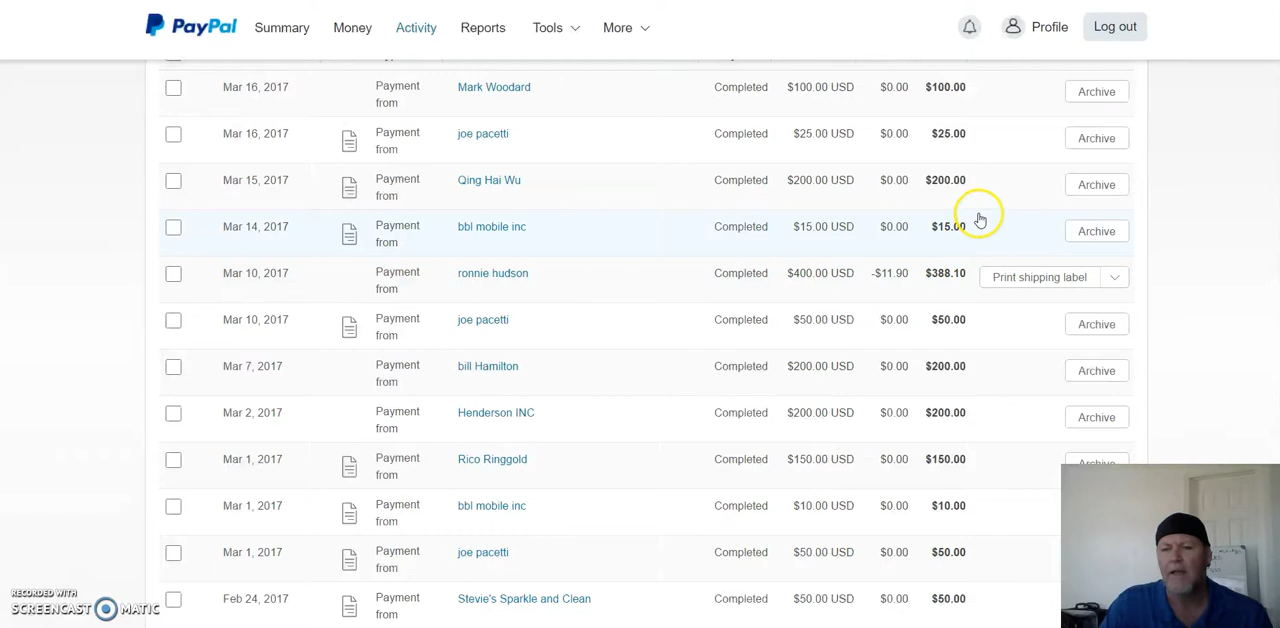 PayPal Summary Money Activity Reports Tools More Profile Log out
Mar 16, 2017 Payment from Mark Woodard Completed $100.00 USD $0.00 $100.00 Archive
Mar 16, 2017 Payment from joe pacetti Completed $25.00 USD $0.00 $25.00 Archive
Mar 15, 2017 Payment from Qing Hai Wu Completed $200.00 USD $0.00 $200.00 Archive
Mar 14, 2017 Payment from bbl mobile inc Completed $15.00 USD $0.00 $15.00 Archive
Mar 10, 2017 Payment from ronnie hudson Completed $400.00 USD -$11.90 $388.10 Print shipping label
Mar 10, 2017 Payment from joe pacetti Completed $50.00 USD $0.00 $50.00 Archive
Mar 7, 2017 Payment from bill Hamilton Completed $200.00 USD $0.00 $200.00 Archive
Mar 2, 2017 Payment from Henderson INC Completed $200.00 USD $0.00 $200.00 Archive
Mar 1, 2017 Payment from Rico Ringgold Completed $150.00 USD $0.00 $150.00 Archive
Mar 1, 2017 Payment from bbl mobile inc Completed $10.00 USD $0.00 $10.00
Mar 1, 2017 Payment from joe pacetti Completed $50.00 USD $0.00 $50.00
Feb 24, 2017 Payment from Stevie's Sparkle and Clean Completed $50.00 USD $0.00 $50.00
RECORDED WITH
SCREENCAST MATIC